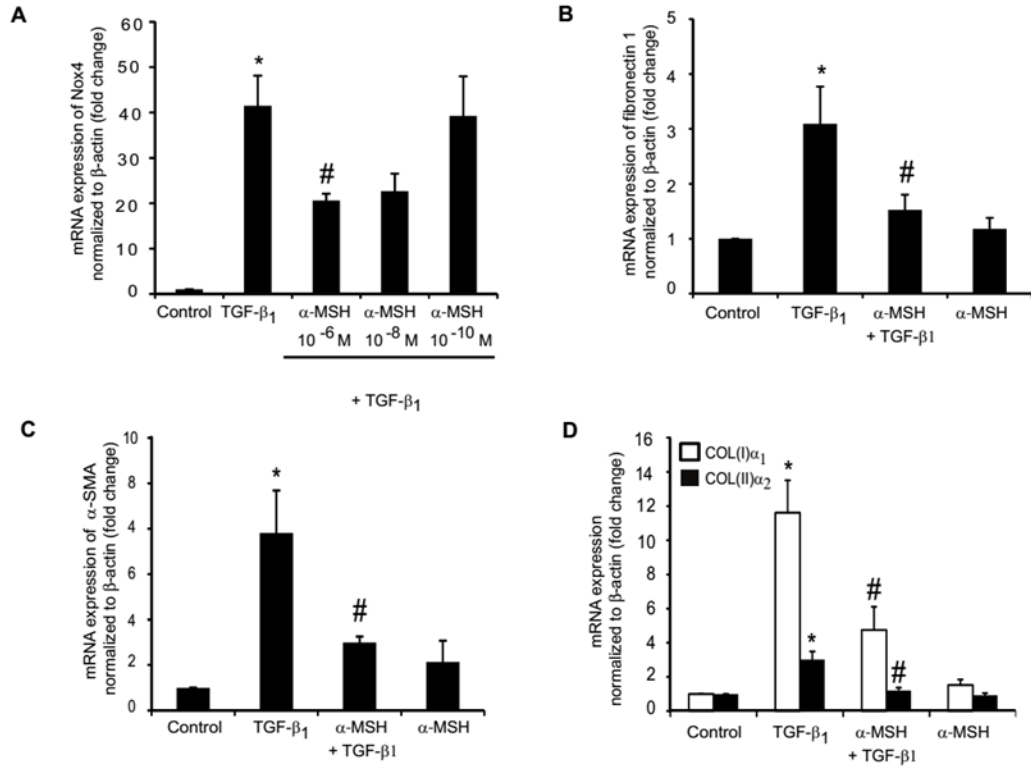 A
mRNA expression of Nox4
normalized to β-actin (fold change)
60
50
40
30
20
10
0
*
#
Control
TGF-β₁
α-MSH
10⁻⁶ M
α-MSH
10⁻⁸ M
α-MSH
10⁻¹⁰ M
+ TGF-β₁
B
mRNA expression of fibronectin 1
normalized to β-actin (fold change)
5
4
3
2
1
0
*
#
Control
TGF-β₁
α-MSH
+ TGF-β1
α-MSH
C
mRNA expression of α-SMA
normalized to β-actin (fold change)
10
8
4
8
4
2
0
*
#
Control
TGF-β₁
α-MSH
+ TGF-β1
α-MSH
D
mRNA expression
normalized to β-actin (fold change)
16
14
12
10
8
6
4
2
0
COL(I)α₁
COL(II)α₂
*
*
#
#
Control
TGF-β₁
α-MSH
+ TGF-β1
α-MSH